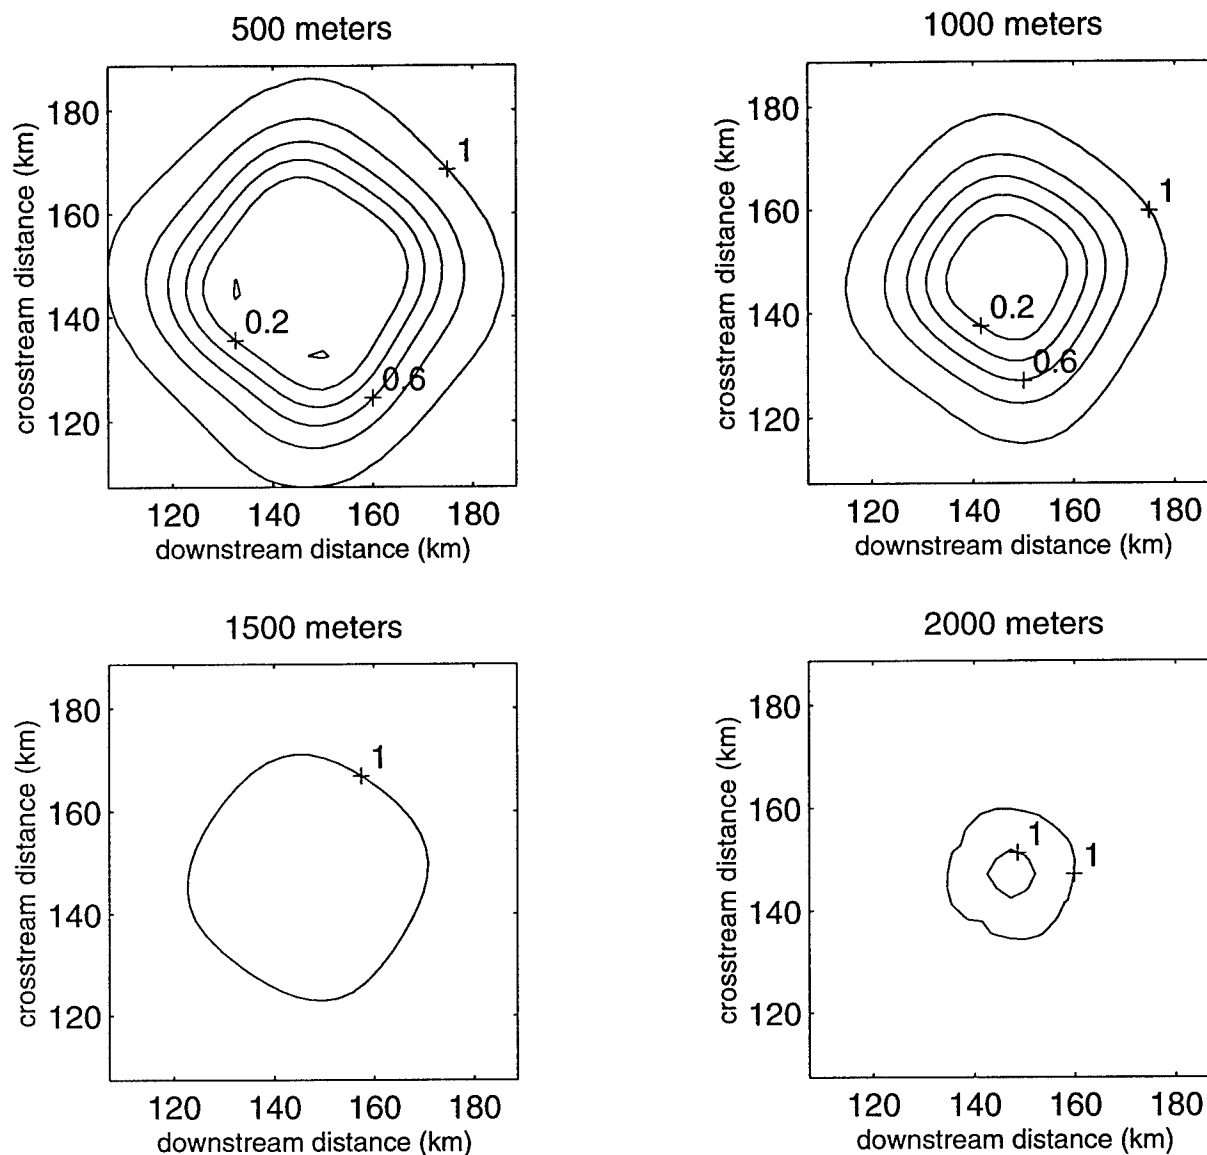 500 meters
crosstream distance (km)
180
160
140
120
1
0.2
0.6
120 140 160 180
downstream distance (km)
1000 meters
crosstream distance (km)
180
160
140
120
1
0.2
0.6
120 140 160 180
downstream distance (km)
1500 meters
crosstream distance (km)
180
160
140
120
1
120 140 160 180
downstream distance (km)
2000 meters
crosstream distance (km)
180
160
140
120
1
1
120 140 160 180
downstream distance (km)